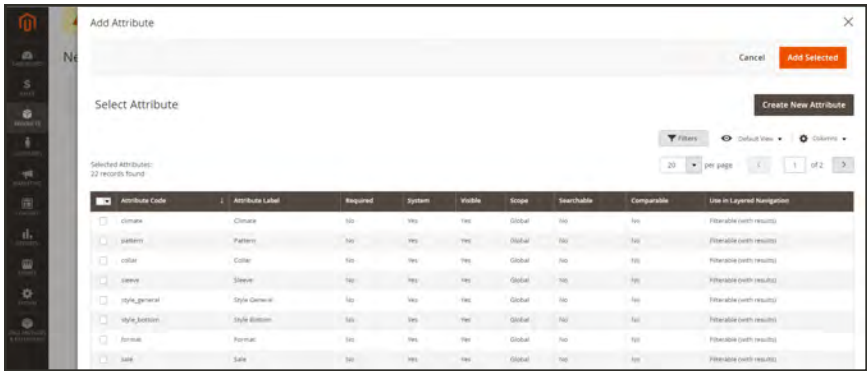 Add Attribute
Ne
Cancel Add Selected
Select Attribute Create New Attribute
Filters Default View Columns
Selected Attributes:
22 records found
20 per page 1 of 2
Attribute Code Attribute Label Required System Visible Scope Searchable Comparable Use in Layered Navigation
climate Climate No Yes Yes Global No No Filterable (with results)
pattern Pattern No Yes Yes Global No No Filterable (with results)
collar Collar No Yes Yes Global No No Filterable (with results)
sleeve Sleeve No Yes Yes Global No No Filterable (with results)
style_general Style General No Yes Yes Global No No Filterable (with results)
style_bottom Style Bottom No Yes Yes Global No No Filterable (with results)
format Format No Yes Yes Global No No Filterable (with results)
sale Sale No Yes Yes Global No No Filterable (with results)